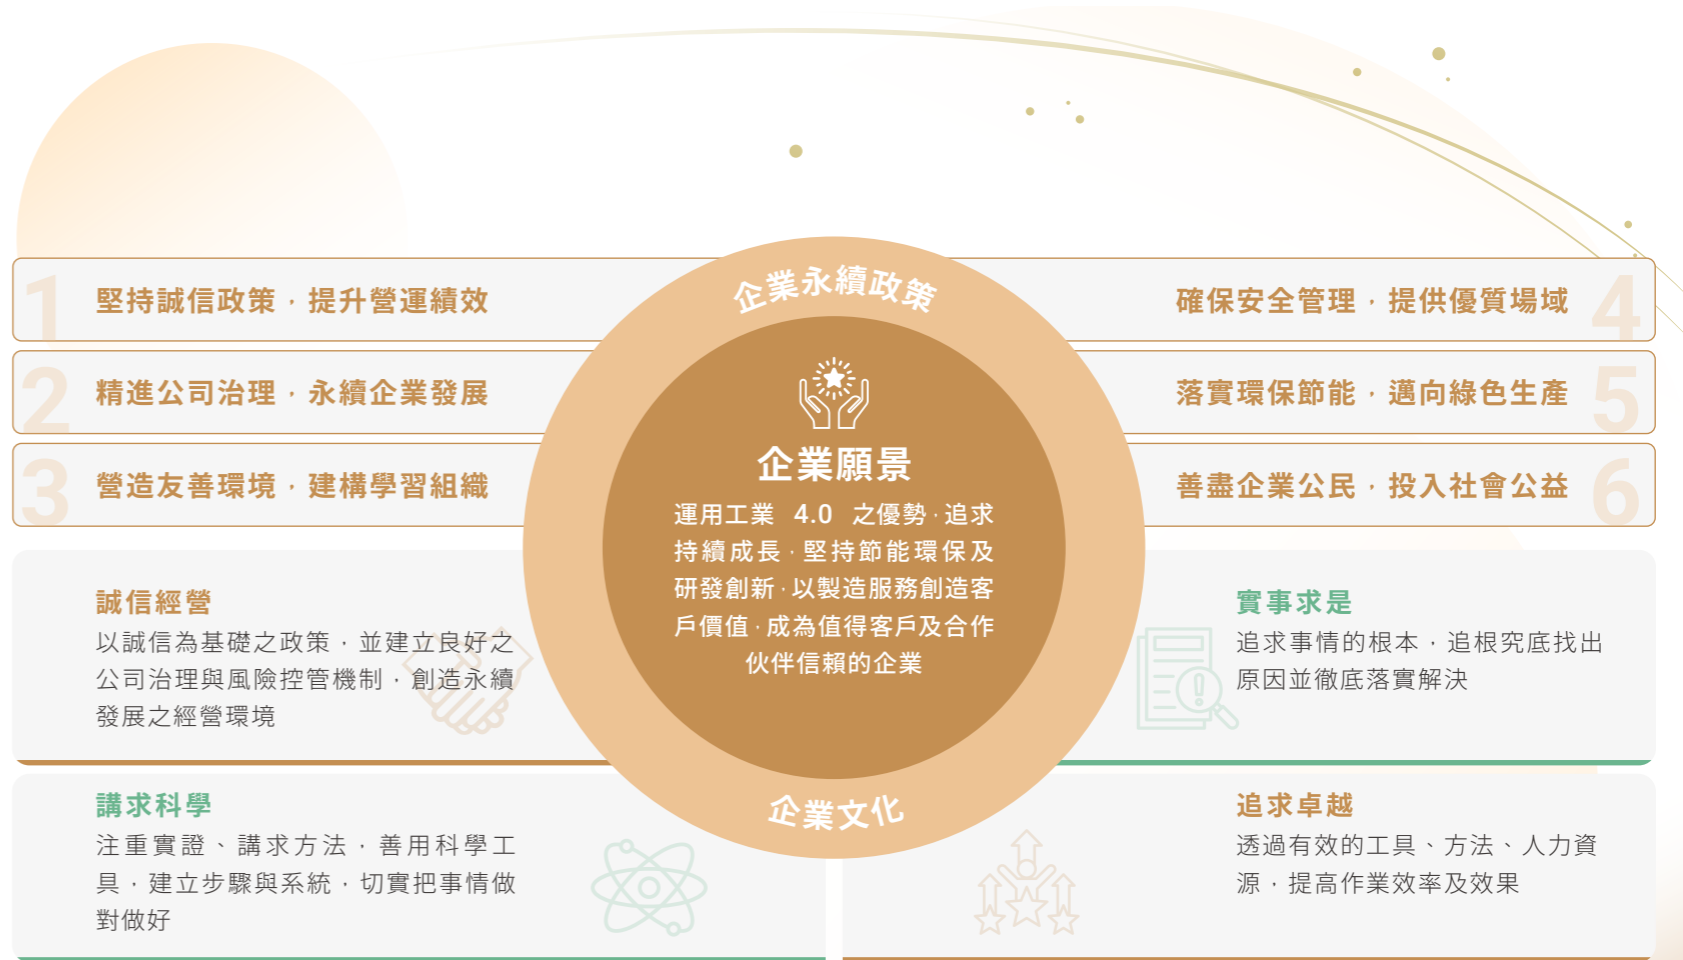 企業永續政策
1
堅持誠信政策，提升營運績效
2
精進公司治理，永續企業發展
3
營造友善環境，建構學習組織
4
確保安全管理，提供優質場域
5
落實環保節能，邁向綠色生產
6
善盡企業公民，投入社會公益
企業願景
運用工業 4.0 之優勢，追求
持續成長，堅持節能環保及
研發創新，以製造服務創造客
戶價值，成為值得客戶及合作
伙伴信賴的企業
企業文化
誠信經營
以誠信為基礎之政策，並建立良好之
公司治理與風險控管機制，創造永續
發展之經營環境
實事求是
追求事情的根本，追根究底找出
原因並徹底落實解決
講求科學
注重實證、講求方法，善用科學工
具，建立步驟與系統，切實把事情做
對做好
追求卓越
透過有效的工具、方法、人力資
源，提高作業效率及效果